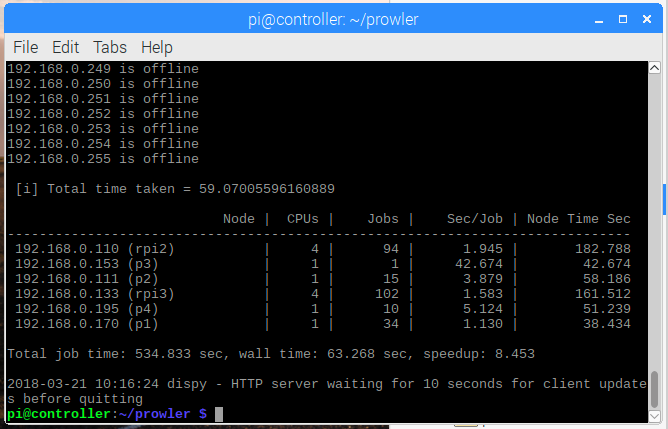 pi@controller: ~/prowler
File Edit Tabs Help
192.168.0.249 is offline
192.168.0.250 is offline
192.168.0.251 is offline
192.168.0.252 is offline
192.168.0.253 is offline
192.168.0.254 is offline
192.168.0.255 is offline
[i] Total time taken = 59.07005596160889
Node | CPUs | Jobs | Sec/Job | Node Time Sec
------------------------------------------------------------------------------
192.168.0.110 (rpi2) | 4 | 94 | 1.945 | 182.788
192.168.0.153 (p3) | 1 | 1 | 42.674 | 42.674
192.168.0.111 (p2) | 1 | 15 | 3.879 | 58.186
192.168.0.133 (rpi3) | 4 | 102 | 1.583 | 161.512
192.168.0.195 (p4) | 1 | 10 | 5.124 | 51.239
192.168.0.170 (p1) | 1 | 34 | 1.130 | 38.434
Total job time: 534.833 sec, wall time: 63.268 sec, speedup: 8.453
2018-03-21 10:16:24 dispy - HTTP server waiting for 10 seconds for client update
s before quitting
pi@controller:~/prowler $